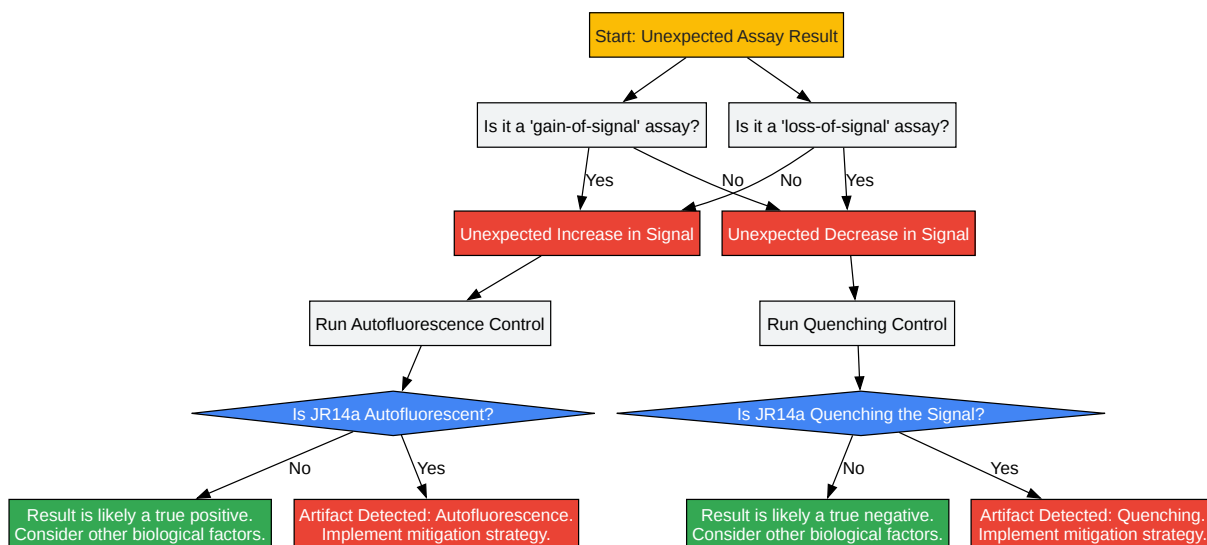 Start: Unexpected Assay Result
Is it a 'gain-of-signal' assay?
Is it a 'loss-of-signal' assay?
Yes
No
No
Yes
Unexpected Increase in Signal
Unexpected Decrease in Signal
Run Autofluorescence Control
Run Quenching Control
Is JR14a Autofluorescent?
Is JR14a Quenching the Signal?
No
Yes
No
Yes
Result is likely a true positive.
Consider other biological factors.
Artifact Detected: Autofluorescence.
Implement mitigation strategy.
Result is likely a true negative.
Consider other biological factors.
Artifact Detected: Quenching.
Implement mitigation strategy.